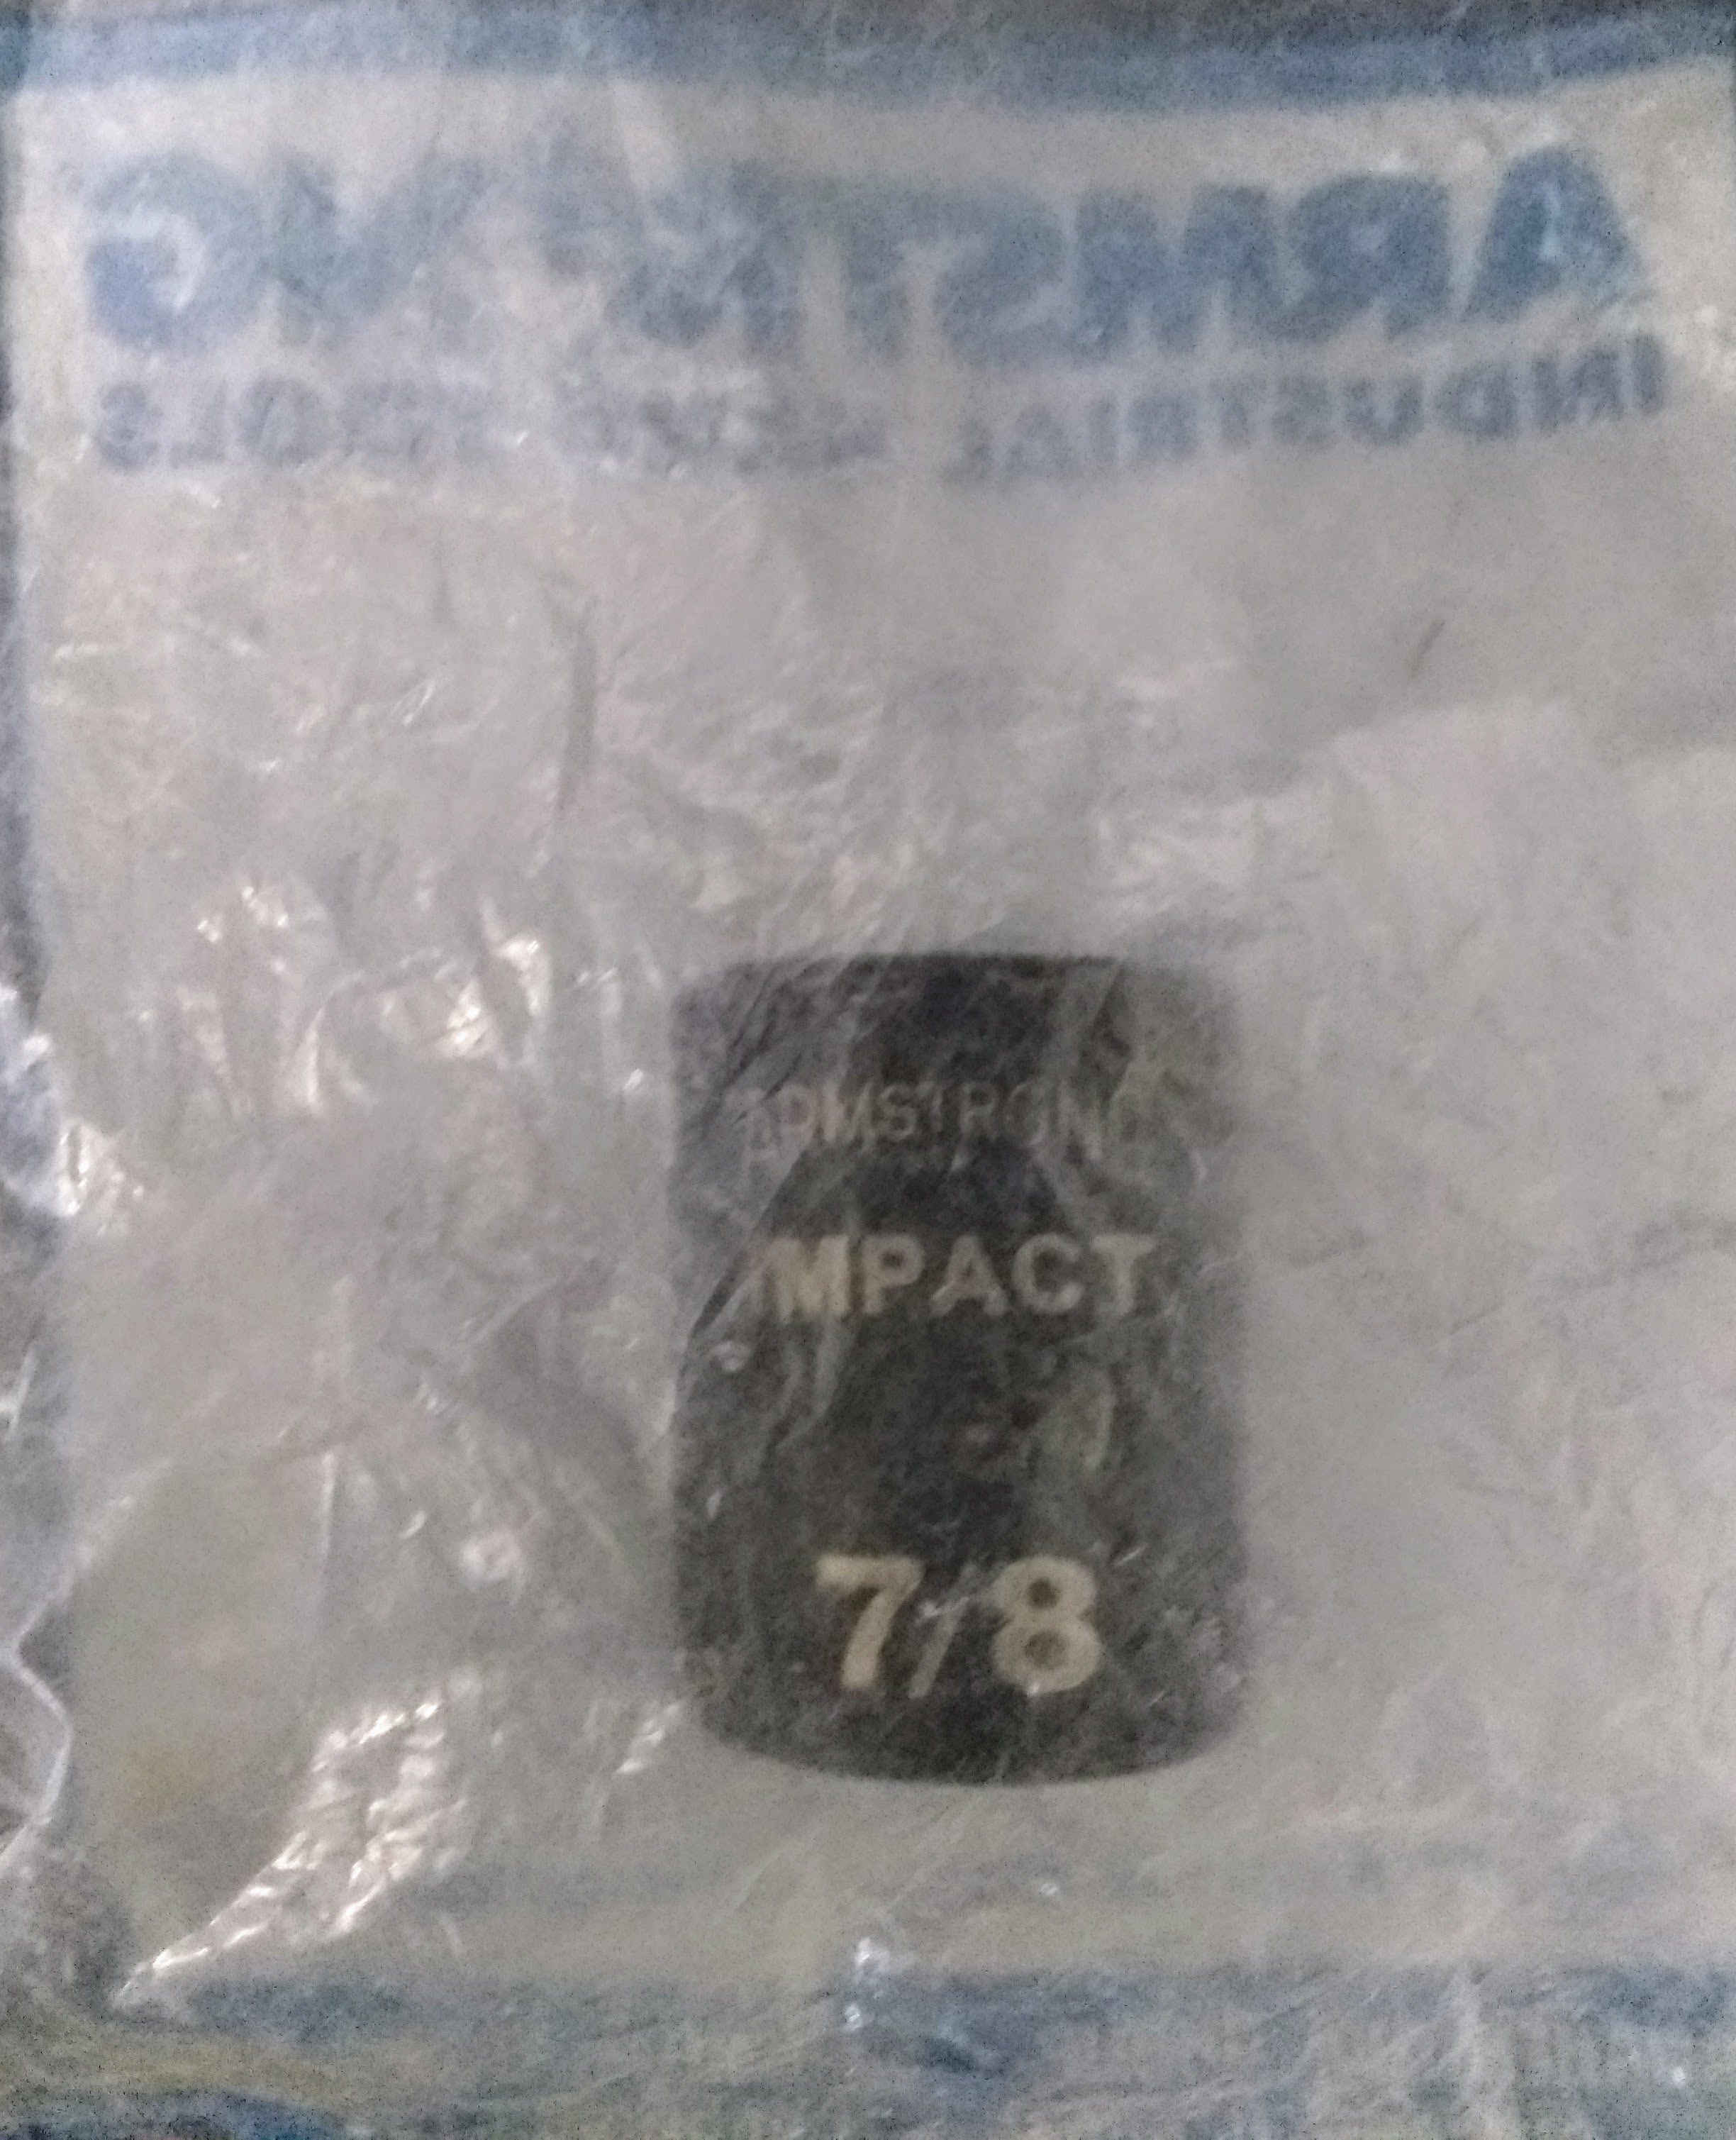 ARMSTRONG
INDUSTRIAL HAND TOOLS
ARMSTRONG
IMPACT
7/8